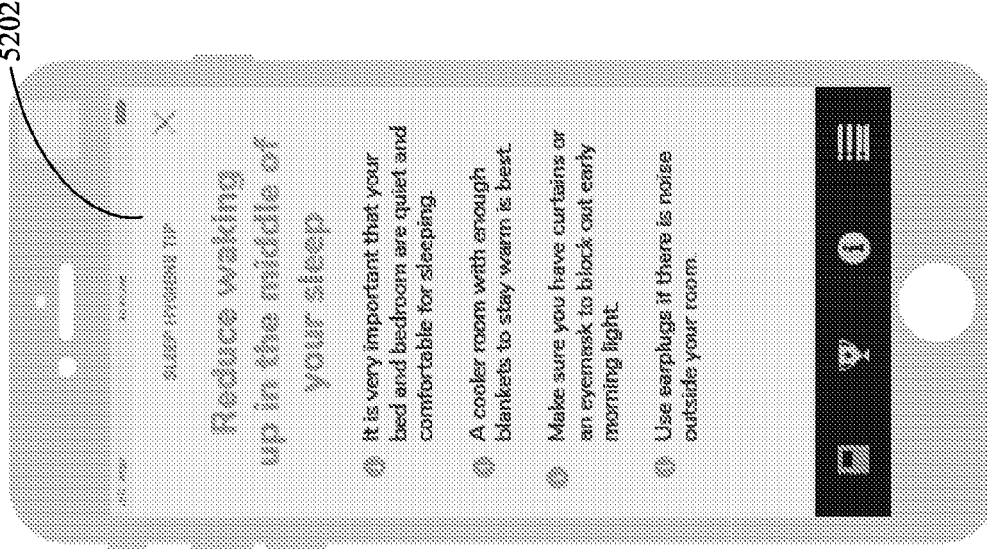 5202
Reduce waking
up in the middle of
your sleep
It is very important that your
bed and bedroom are quiet and
comfortable for sleeping.
A cooler room with enough
blankets to stay warm is best.
Make sure you have curtains or
an eyemask to block out early
morning light.
Use earplugs if there is noise
outside your room.